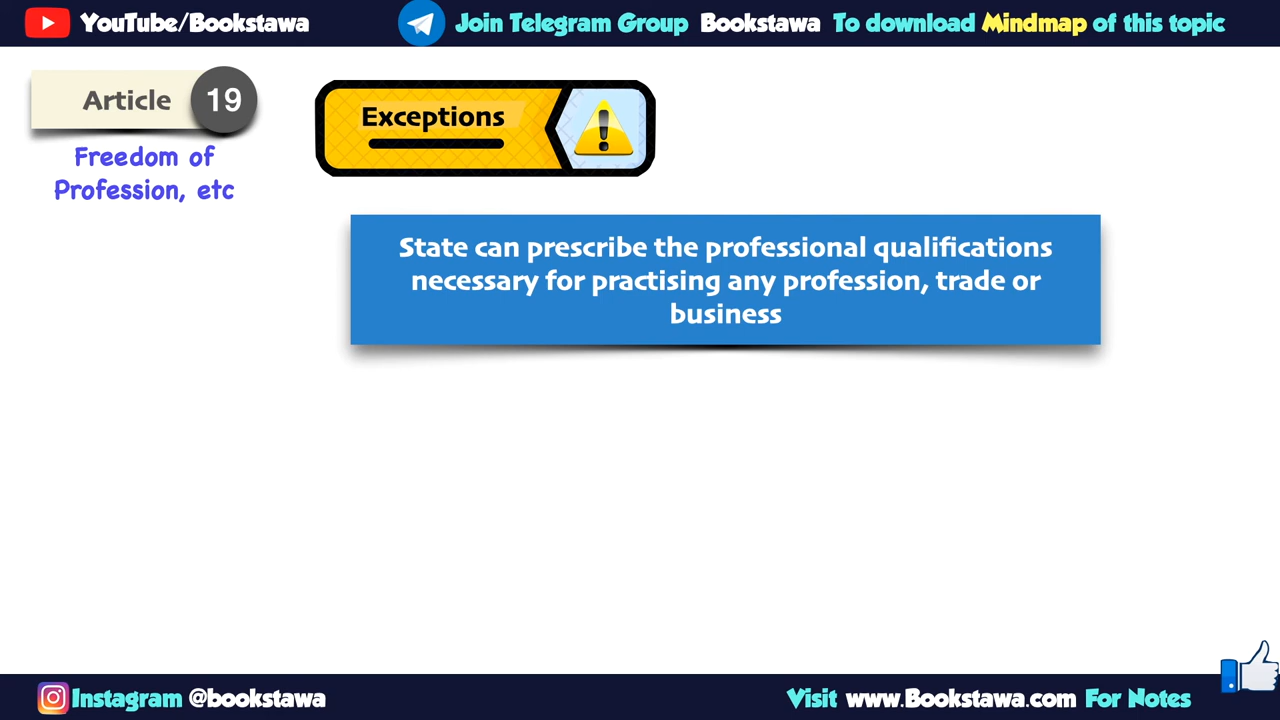 YouTube/Bookstawa
Join Telegram Group Bookstawa To download Mindmap of this topic
Article 19
Freedom of
Profession, etc
Exceptions
State can prescribe the professional qualifications
necessary for practising any profession, trade or
business
Instagram @bookstawa
Visit www.Bookstawa.com For Notes